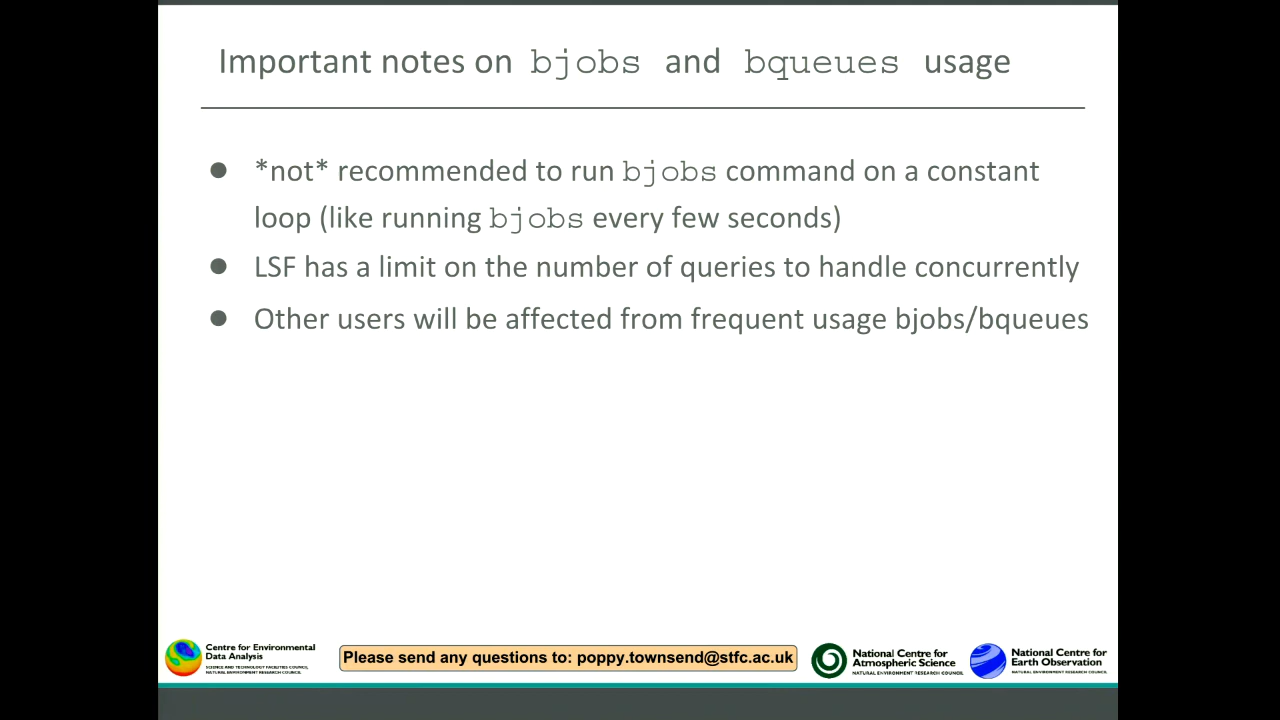 Important notes on bjobs and bqueues usage
● *not* recommended to run bjobs command on a constant
loop (like running bjobs every few seconds)
● LSF has a limit on the number of queries to handle concurrently
● Other users will be affected from frequent usage bjobs/bqueues
Centre for Environmental
Data Analysis
SCIENCE AND TECHNOLOGY FACILITIES COUNCIL
NATURAL ENVIRONMENT RESEARCH COUNCIL
Please send any questions to: poppy.townsend@stfc.ac.uk
National Centre for
Atmospheric Science
NATURAL ENVIRONMENT RESEARCH COUNCIL
National Centre for
Earth Observation
NATURAL ENVIRONMENT RESEARCH COUNCIL